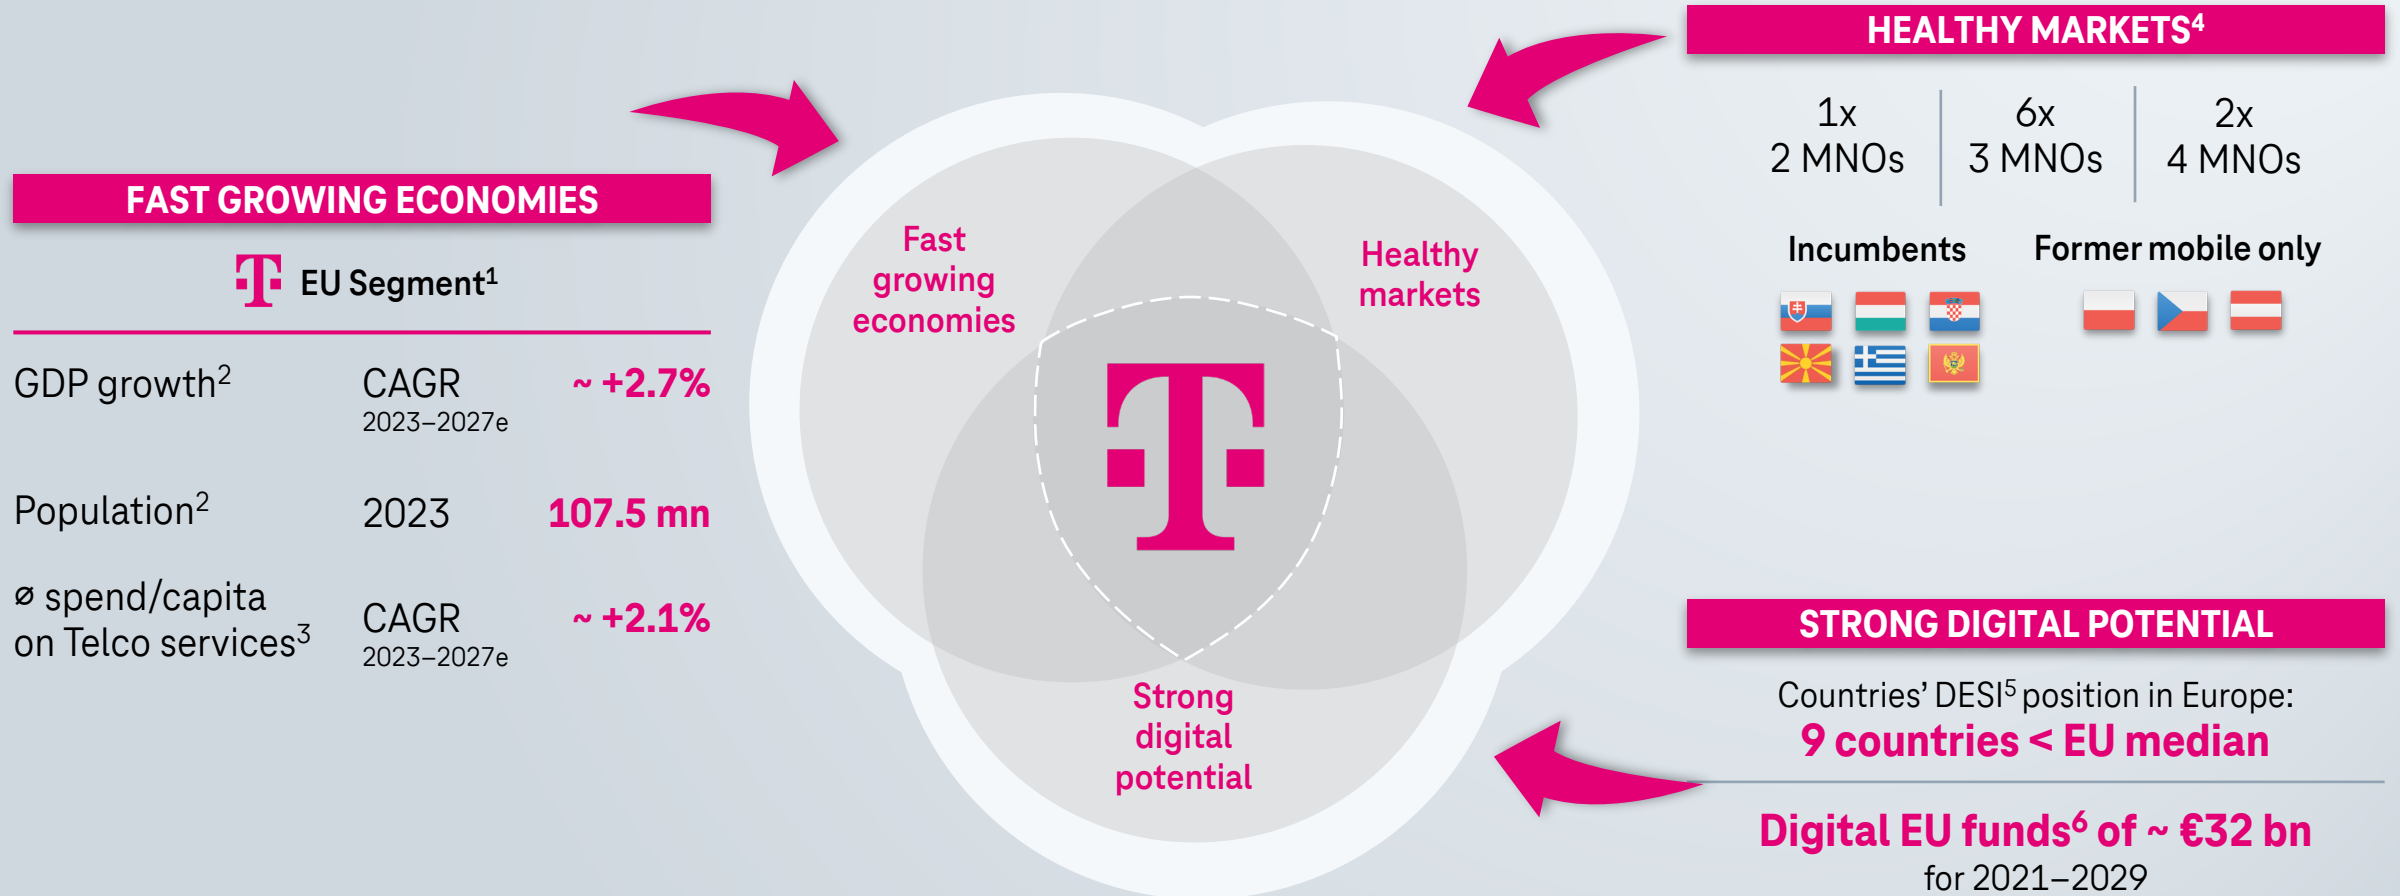 FAST GROWING ECONOMIES
EU Segment¹
GDP growth² CAGR ~ +2.7%
2023–2027e
Population² 2023 107.5 mn
ø spend/capita
on Telco services³ CAGR ~ +2.1%
2023–2027e
Fast
growing
economies
Healthy
markets
Strong
digital
potential
HEALTHY MARKETS⁴
1x
2 MNOs
6x
3 MNOs
2x
4 MNOs
Incumbents
Former mobile only
STRONG DIGITAL POTENTIAL
Countries’ DESI⁵ position in Europe:
9 countries < EU median
Digital EU funds⁶ of ~ €32 bn
for 2021–2029